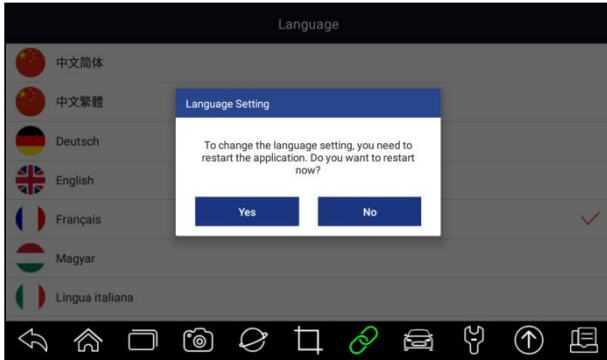 Language
中文简体
中文繁體
Deutsch
English
Français
Magyar
Lingua italiana
Language Setting
To change the language setting, you need to
restart the application. Do you want to restart
now?
Yes
No